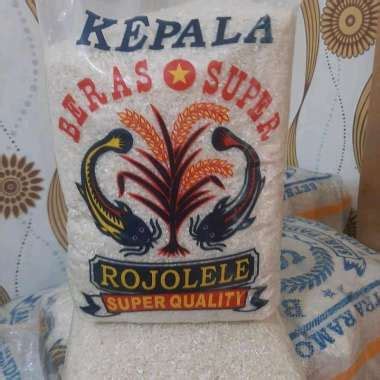 KEPALA
BERAS SUPER
ROJOLELE
SUPER QUALITY